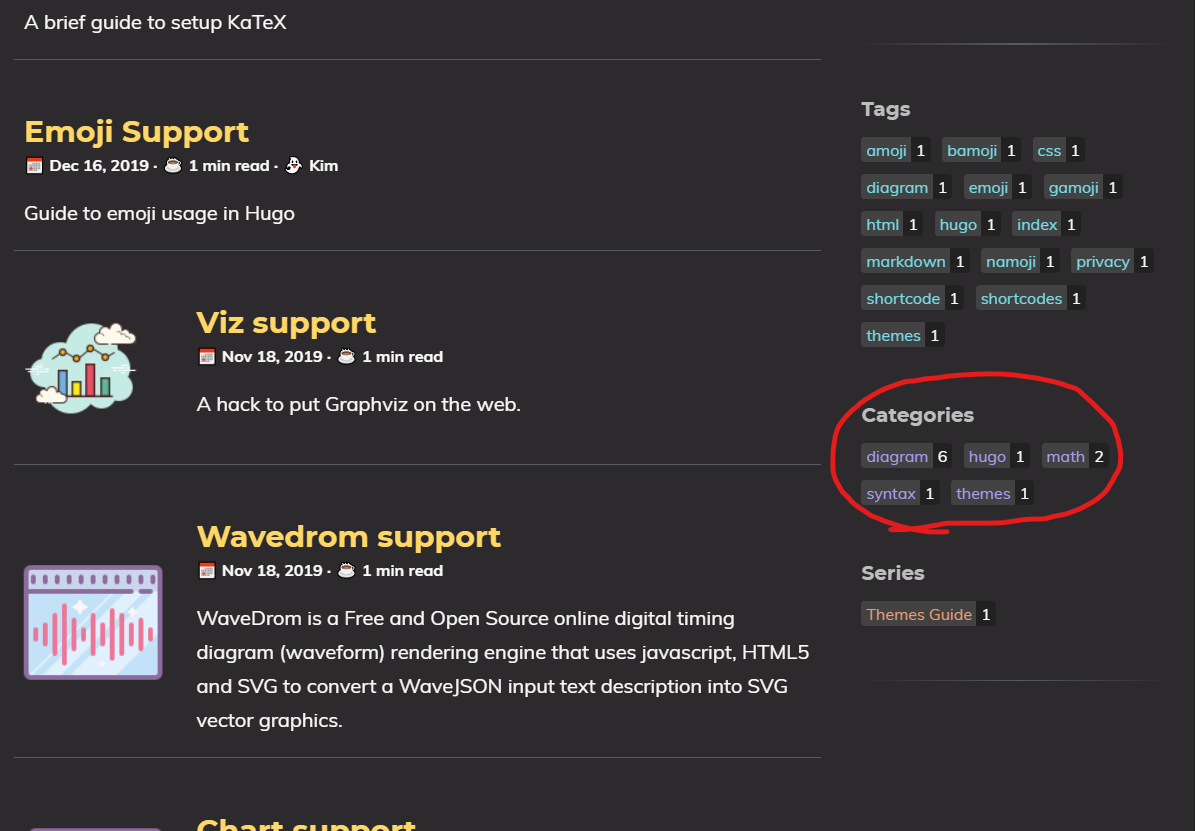 A brief guide to setup KaTeX
Emoji Support
Dec 16, 2019 · 1 min read · Kim
Guide to emoji usage in Hugo
Viz support
Nov 18, 2019 · 1 min read
A hack to put Graphviz on the web.
Wavedrom support
Nov 18, 2019 · 1 min read
WaveDrom is a Free and Open Source online digital timing
diagram (waveform) rendering engine that uses javascript, HTML5
and SVG to convert a WaveJSON input text description into SVG
vector graphics.
Chart support
Tags
amoji 1 bamoji 1 css 1
diagram 1 emoji 1 gamoji 1
html 1 hugo 1 index 1
markdown 1 namoji 1 privacy 1
shortcode 1 shortcodes 1
themes 1
Categories
diagram 6 hugo 1 math 2
syntax 1 themes 1
Series
Themes Guide 1